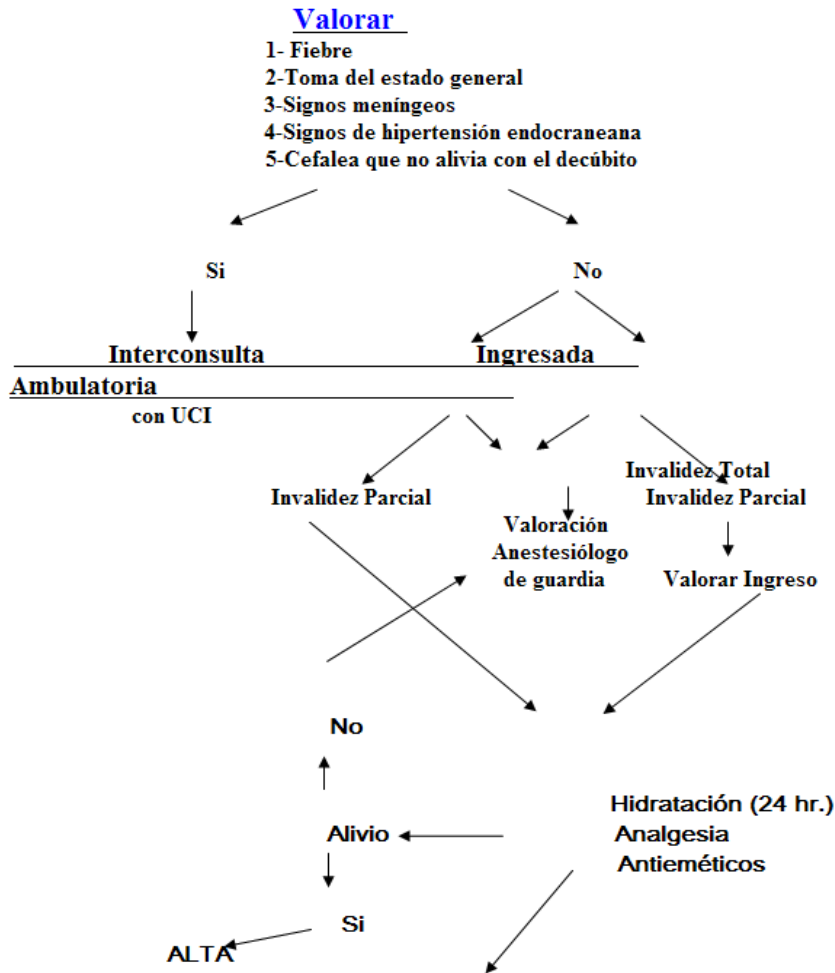 Valorar
1- Fiebre
2-Toma del estado general
3-Signos meníngeos
4-Signos de hipertensión endocraneana
5-Cefalea que no alivia con el decúbito
Si No
Interconsulta Ingresada
Ambulatoria
con UCI
Invalidez Total
Invalidez Parcial Invalidez Parcial
Valoración
Anestesiólogo
de guardia Valorar Ingreso
No
Hidratación (24 hr.)
Alivio Analgesia
Antieméticos
Si
ALTA